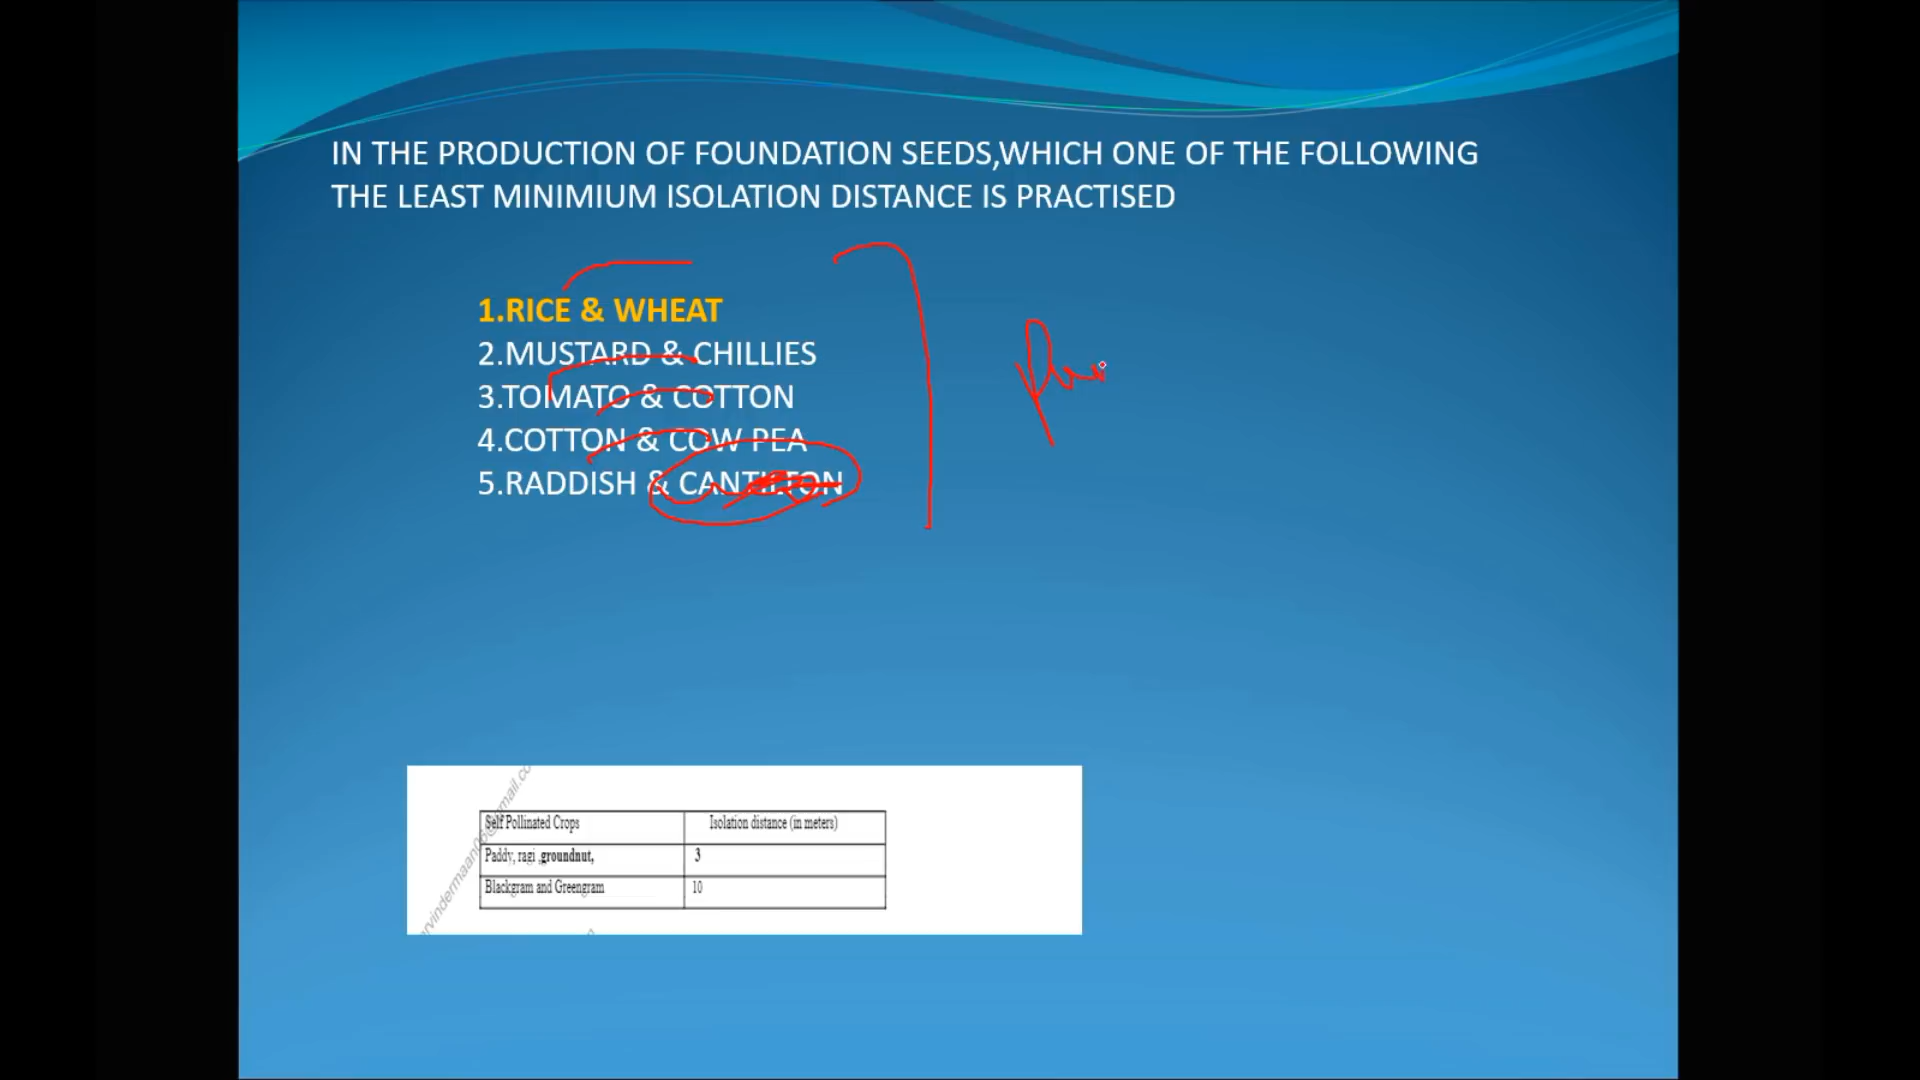 IN THE PRODUCTION OF FOUNDATION SEEDS,WHICH ONE OF THE FOLLOWING
THE LEAST MINIMIUM ISOLATION DISTANCE IS PRACTISED
1.RICE & WHEAT
2.MUSTARD & CHILLIES
3.TOMATO & COTTON
4.COTTON & COW PEA
5.RADDISH & CANTILTON
Self Pollinated Crops Isolation distance (in meters)
Paddy, ragi ,groundnut, 3
Blackgram and Greengram 10